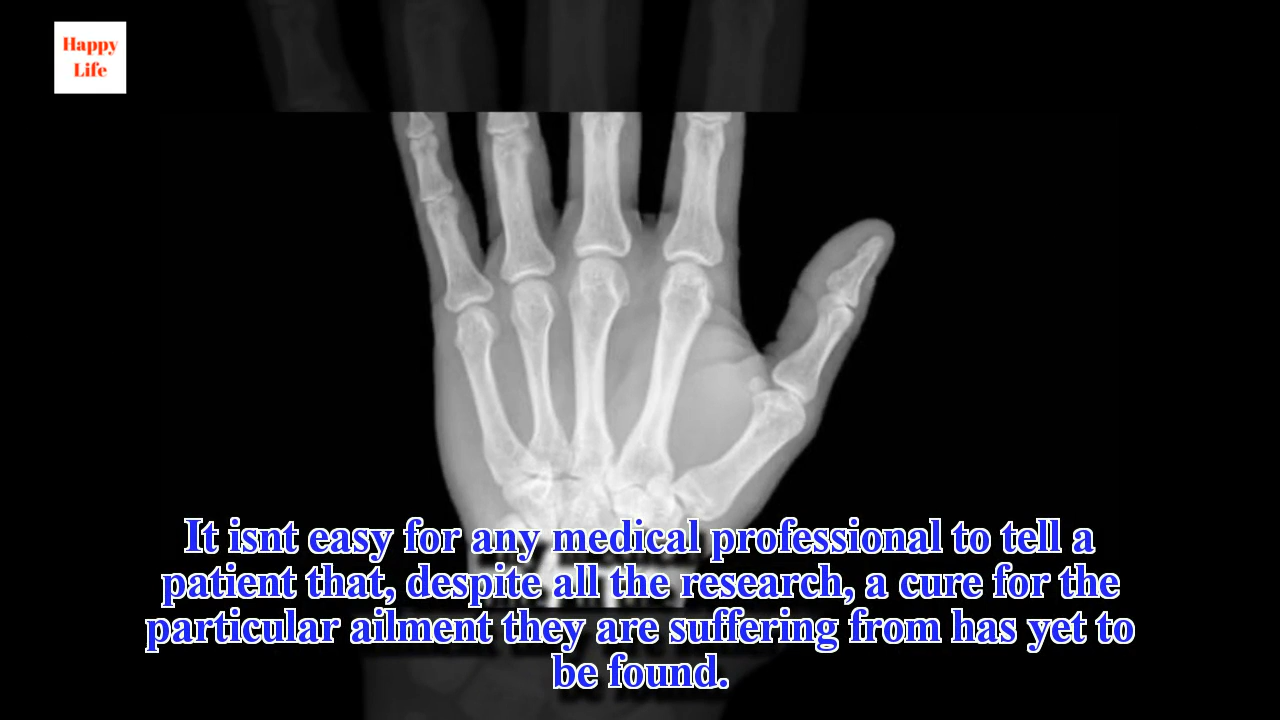 Happy
Life
It isnt easy for any medical professional to tell a
patient that, despite all the research, a cure for the
particular ailment they are suffering from has yet to
be found.